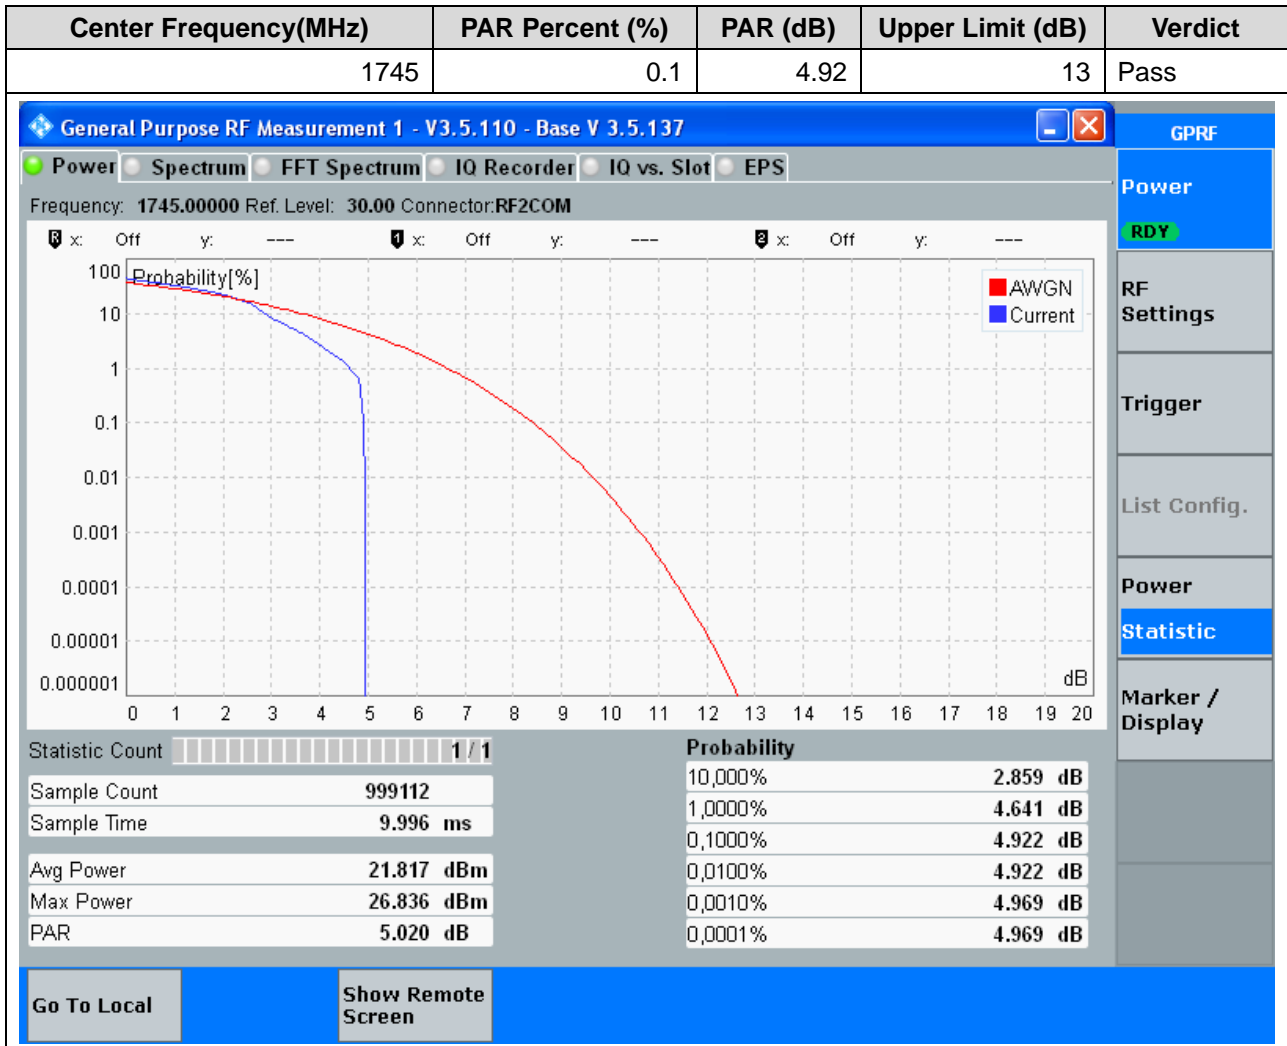 Center Frequency(MHz) PAR Percent (%) PAR (dB) Upper Limit (dB) Verdict
1745 0.1 4.92 13 Pass
General Purpose RF Measurement 1 - V3.5.110 - Base V 3.5.137
GPRF
Power Spectrum FFT Spectrum IQ Recorder IQ vs. Slot EPS
Power
RDY
Frequency: 1745.00000 Ref. Level: 30.00 Connector:RF2COM
R x: Off y: --- 1 x: Off y: --- 2 x: Off y: ---
Probability[%]
AWGN
Current
100
10
1
0.1
0.01
0.001
0.0001
0.00001
0.000001
dB
0 1 2 3 4 5 6 7 8 9 10 11 12 13 14 15 16 17 18 19 20
RF
Settings
Trigger
List Config.
Power
Statistic
Marker /
Display
Statistic Count 1 / 1
Sample Count 999112
Sample Time 9.996 ms
Avg Power 21.817 dBm
Max Power 26.836 dBm
PAR 5.020 dB
Probability
10,000% 2.859 dB
1,0000% 4.641 dB
0,1000% 4.922 dB
0,0100% 4.922 dB
0,0010% 4.969 dB
0,0001% 4.969 dB
Go To Local
Show Remote
Screen